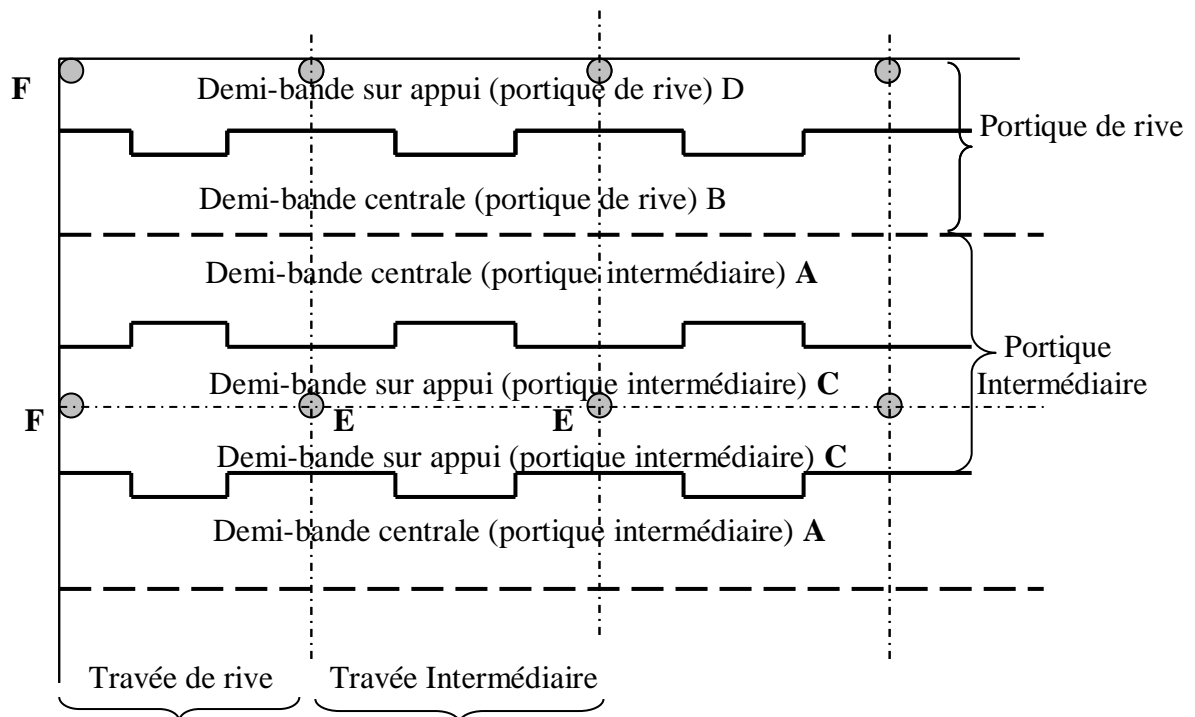 F
Demi-bande sur appui (portique de rive) D
Portique de rive
Demi-bande centrale (portique de rive) B
Demi-bande centrale (portique intermédiaire) A
Portique
Intermédiaire
Demi-bande sur appui (portique intermédiaire) C
F
E
E
Demi-bande sur appui (portique intermédiaire) C
Demi-bande centrale (portique intermédiaire) A
Travée de rive
Travée Intermédiaire